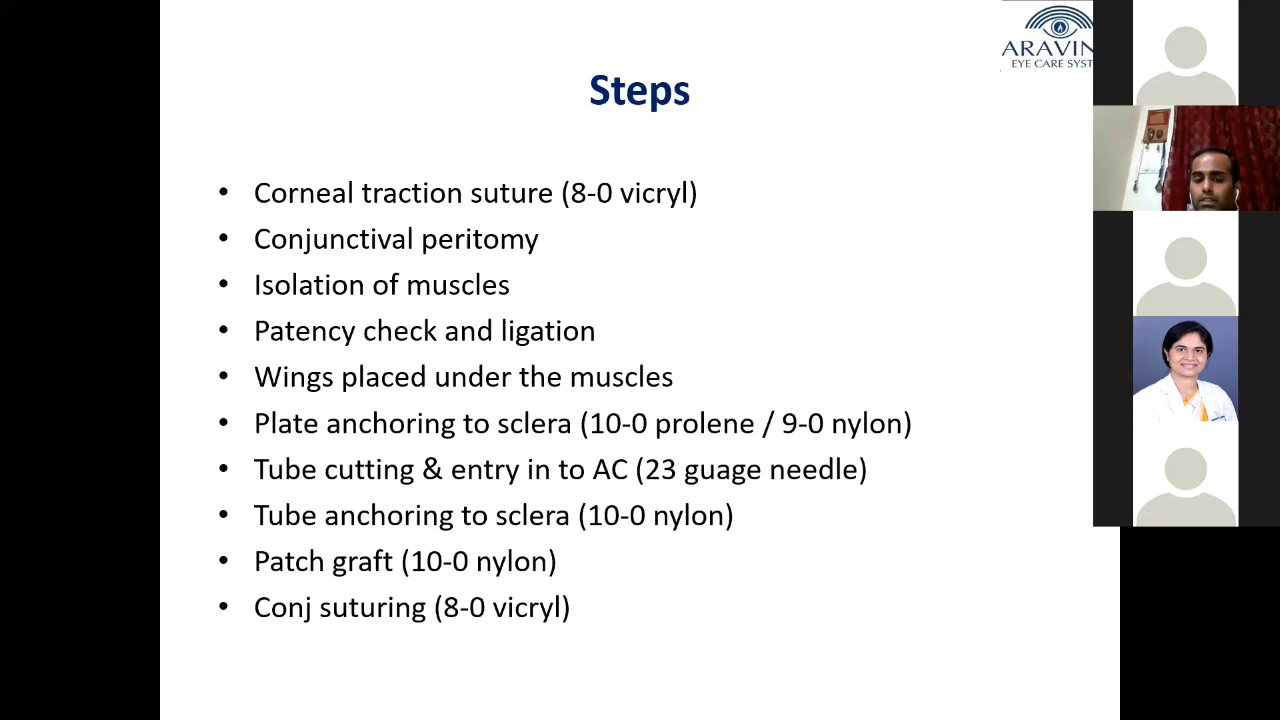 ARAVIN
EYE CARE SYST
Steps
• Corneal traction suture (8-0 vicryl)
• Conjunctival peritomy
• Isolation of muscles
• Patency check and ligation
• Wings placed under the muscles
• Plate anchoring to sclera (10-0 prolene / 9-0 nylon)
• Tube cutting & entry in to AC (23 guage needle)
• Tube anchoring to sclera (10-0 nylon)
• Patch graft (10-0 nylon)
• Conj suturing (8-0 vicryl)